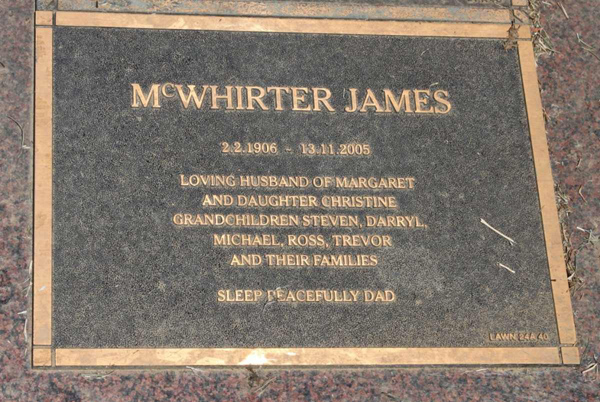 McWHIRTER JAMES
2.2.1906 - 13.11.2005
LOVING HUSBAND OF MARGARET
AND DAUGHTER CHRISTINE
GRANDCHILDREN STEVEN, DARRYL,
MICHAEL, ROSS, TREVOR
AND THEIR FAMILIES
SLEEP PEACEFULLY DAD
LAWN 24A 40